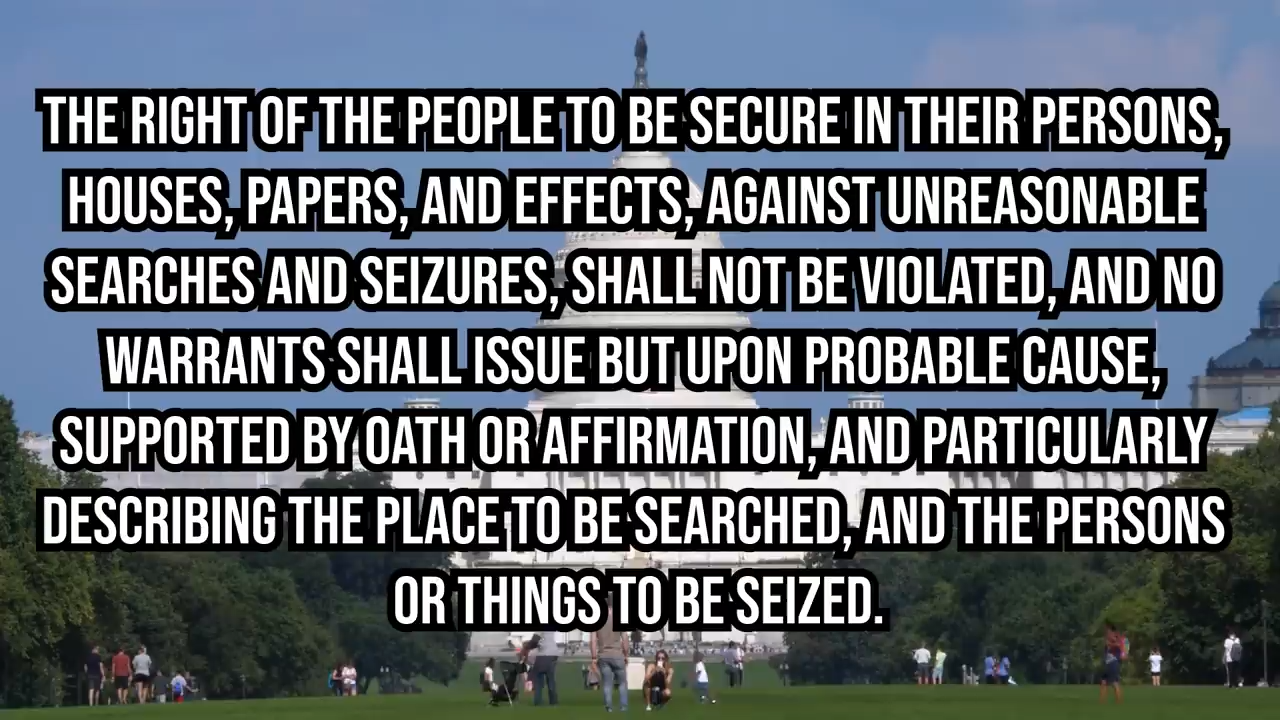 THE RIGHT OF THE PEOPLE TO BE SECURE IN THEIR PERSONS,
HOUSES, PAPERS, AND EFFECTS, AGAINST UNREASONABLE
SEARCHES AND SEIZURES, SHALL NOT BE VIOLATED, AND NO
WARRANTS SHALL ISSUE BUT UPON PROBABLE CAUSE,
SUPPORTED BY OATH OR AFFIRMATION, AND PARTICULARLY
DESCRIBING THE PLACE TO BE SEARCHED, AND THE PERSONS
OR THINGS TO BE SEIZED.